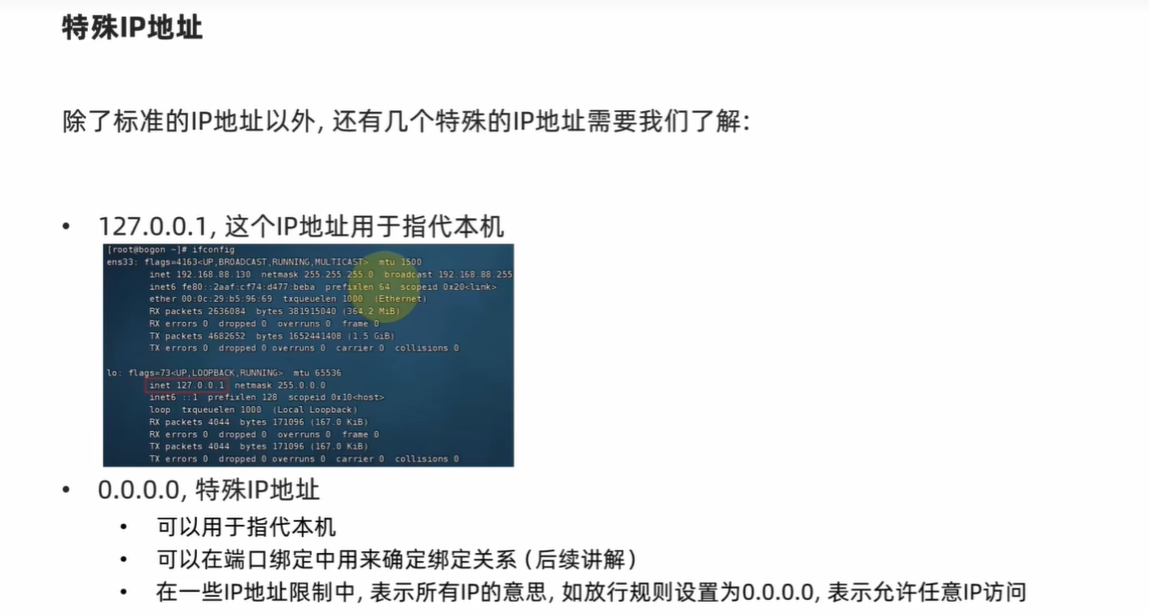 特殊IP地址
除了标准的IP地址以外, 还有几个特殊的IP地址需要我们了解:
• 127.0.0.1, 这个IP地址用于指代本机
[root@bogon ~]# ifconfig
ens33: flags=4163<UP,BROADCAST,RUNNING,MULTICAST>  mtu 1500
inet 192.168.88.130  netmask 255.255.255.0  broadcast 192.168.88.255
inet6 fe80::2aaf:cf74:d477:beba  prefixlen 64  scopeid 0x20<link>
ether 00:0c:29:b5:96:69  txqueuelen 1000  (Ethernet)
RX packets 2636084  bytes 381915040 (364.2 MiB)
RX errors 0  dropped 0  overruns 0  frame 0
TX packets 4682652  bytes 1652441408 (1.5 GiB)
TX errors 0  dropped 0 overruns 0  carrier 0  collisions 0
lo: flags=73<UP,LOOPBACK,RUNNING>  mtu 65536
inet 127.0.0.1  netmask 255.0.0.0
inet6 ::1  prefixlen 128  scopeid 0x10<host>
loop  txqueuelen 1000  (Local Loopback)
RX packets 4044  bytes 171096 (167.0 KiB)
RX errors 0  dropped 0  overruns 0  frame 0
TX packets 4044  bytes 171096 (167.0 KiB)
TX errors 0  dropped 0 overruns 0  carrier 0  collisions 0
• 0.0.0.0, 特殊IP地址
• 可以用于指代本机
• 可以在端口绑定中用来确定绑定关系 ( 后续讲解 )
• 在一些IP地址限制中, 表示所有IP的意思, 如放行规则设置为0.0.0.0, 表示允许任意IP访问